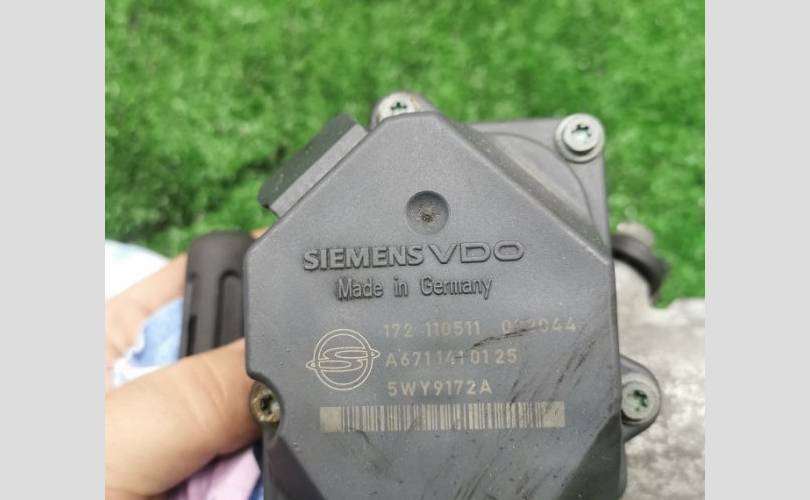 SIEMENS VDO
Made in Germany
172 110511
A6711410125
5WY9172A